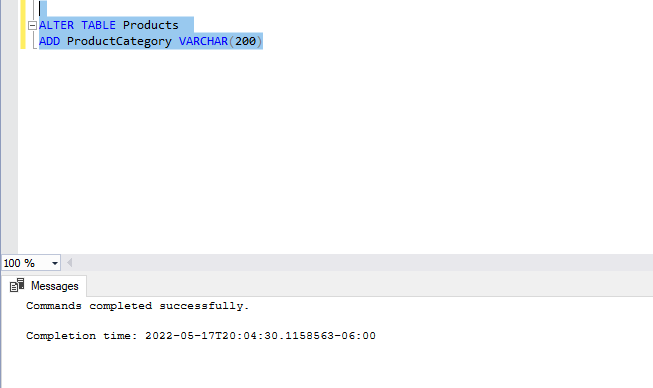 ALTER TABLE Products
ADD ProductCategory VARCHAR(200)
100 %
Messages
Commands completed successfully.
Completion time: 2022-05-17T20:04:30.1158563-06:00